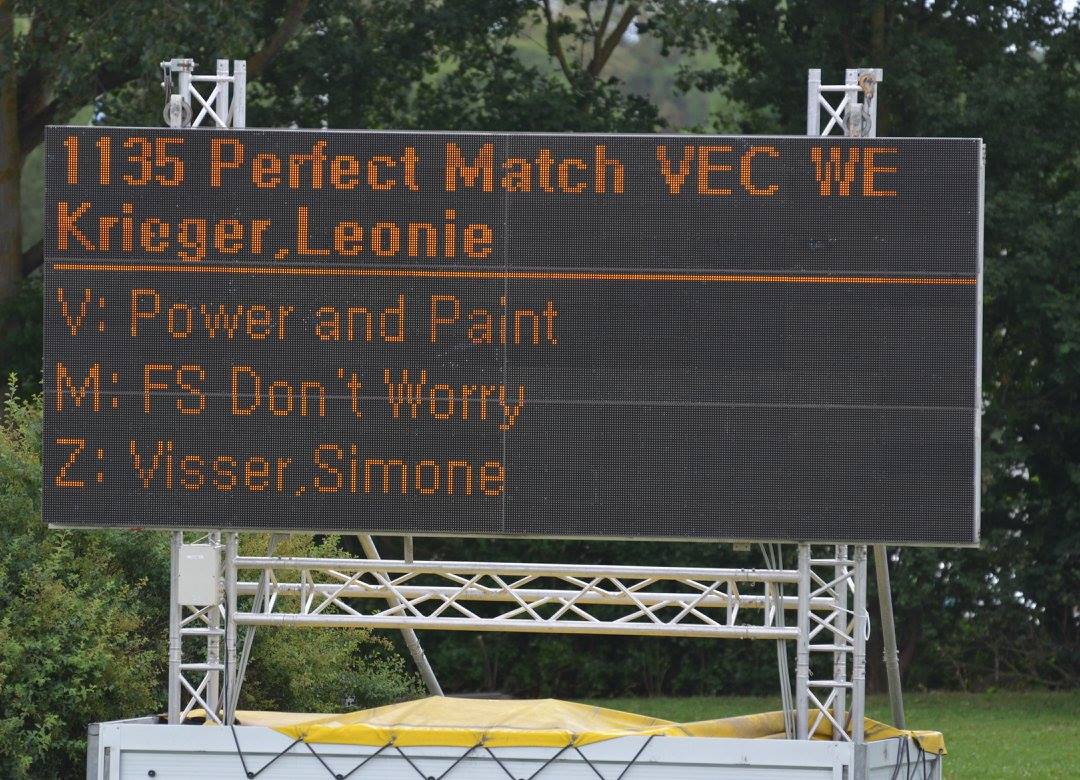 1135 Perfect Match VEC WE
Krieger,Leonie
V: Power and Paint
M: FS Don't Worry
Z: Visser,Simone